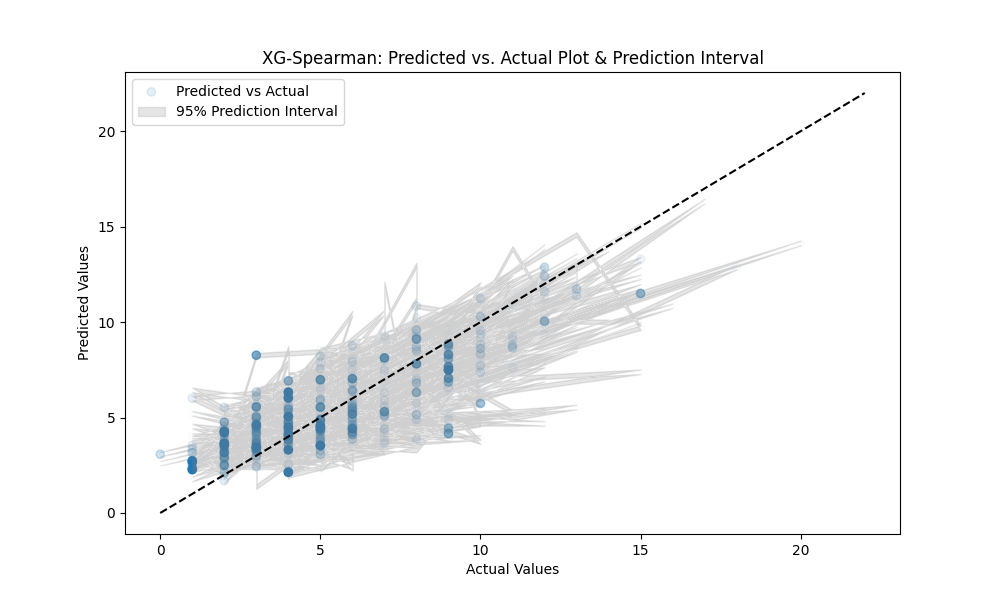 XG-Spearman: Predicted vs. Actual Plot & Prediction Interval
Predicted vs Actual
95% Prediction Interval
Predicted Values
20
15
10
5
0
0 5 10 15 20
Actual Values